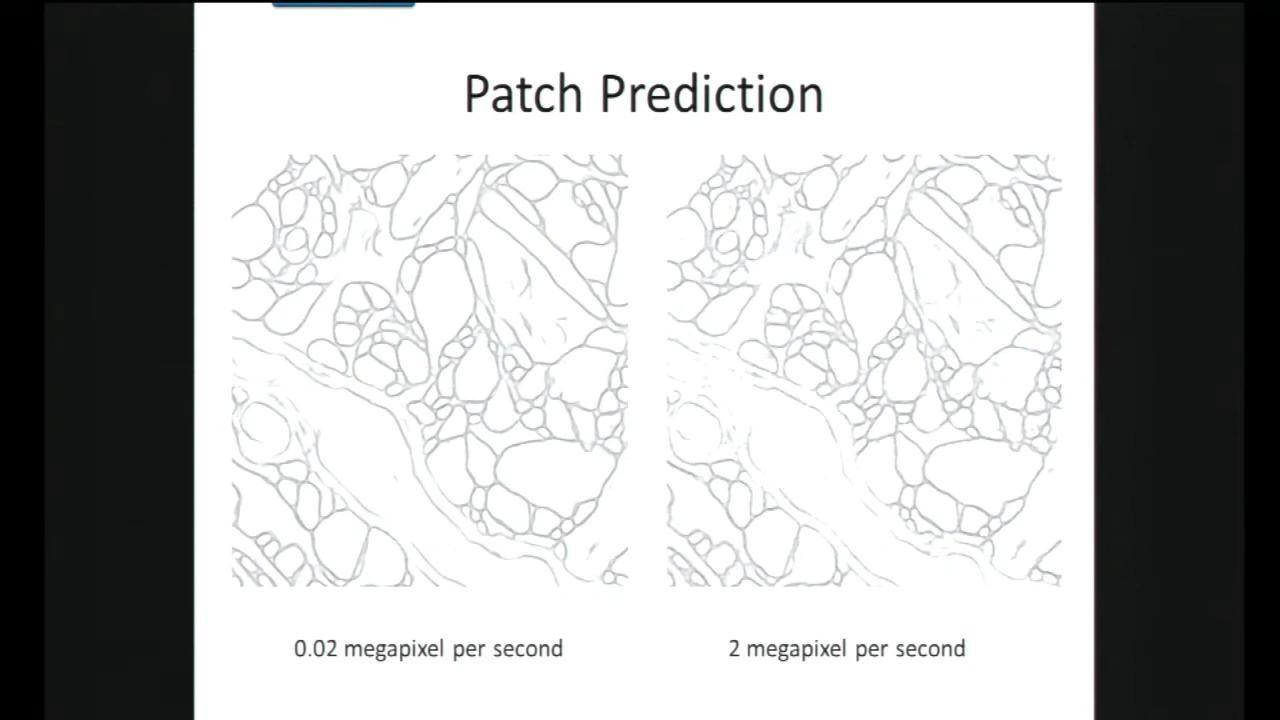 Patch Prediction
0.02 megapixel per second
2 megapixel per second